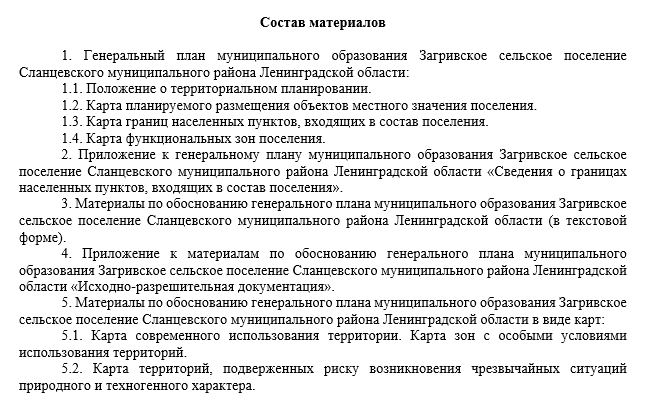 Состав материалов
1. Генеральный план муниципального образования Загривское сельское поселение
Сланцевского муниципального района Ленинградской области:
1.1. Положение о территориальном планировании.
1.2. Карта планируемого размещения объектов местного значения поселения.
1.3. Карта границ населенных пунктов, входящих в состав поселения.
1.4. Карта функциональных зон поселения.
2. Приложение к генеральному плану муниципального образования Загривское сельское
поселение Сланцевского муниципального района Ленинградской области «Сведения о границах
населенных пунктов, входящих в состав поселения».
3. Материалы по обоснованию генерального плана муниципального образования Загривское
сельское поселение Сланцевского муниципального района Ленинградской области (в текстовой
форме).
4. Приложение к материалам по обоснованию генерального плана муниципального
образования Загривское сельское поселение Сланцевского муниципального района Ленинградской
области «Исходно-разрешительная документация».
5. Материалы по обоснованию генерального плана муниципального образования Загривское
сельское поселение Сланцевского муниципального района Ленинградской области в виде карт:
5.1. Карта современного использования территории. Карта зон с особыми условиями
использования территорий.
5.2. Карта территорий, подверженных риску возникновения чрезвычайных ситуаций
природного и техногенного характера.